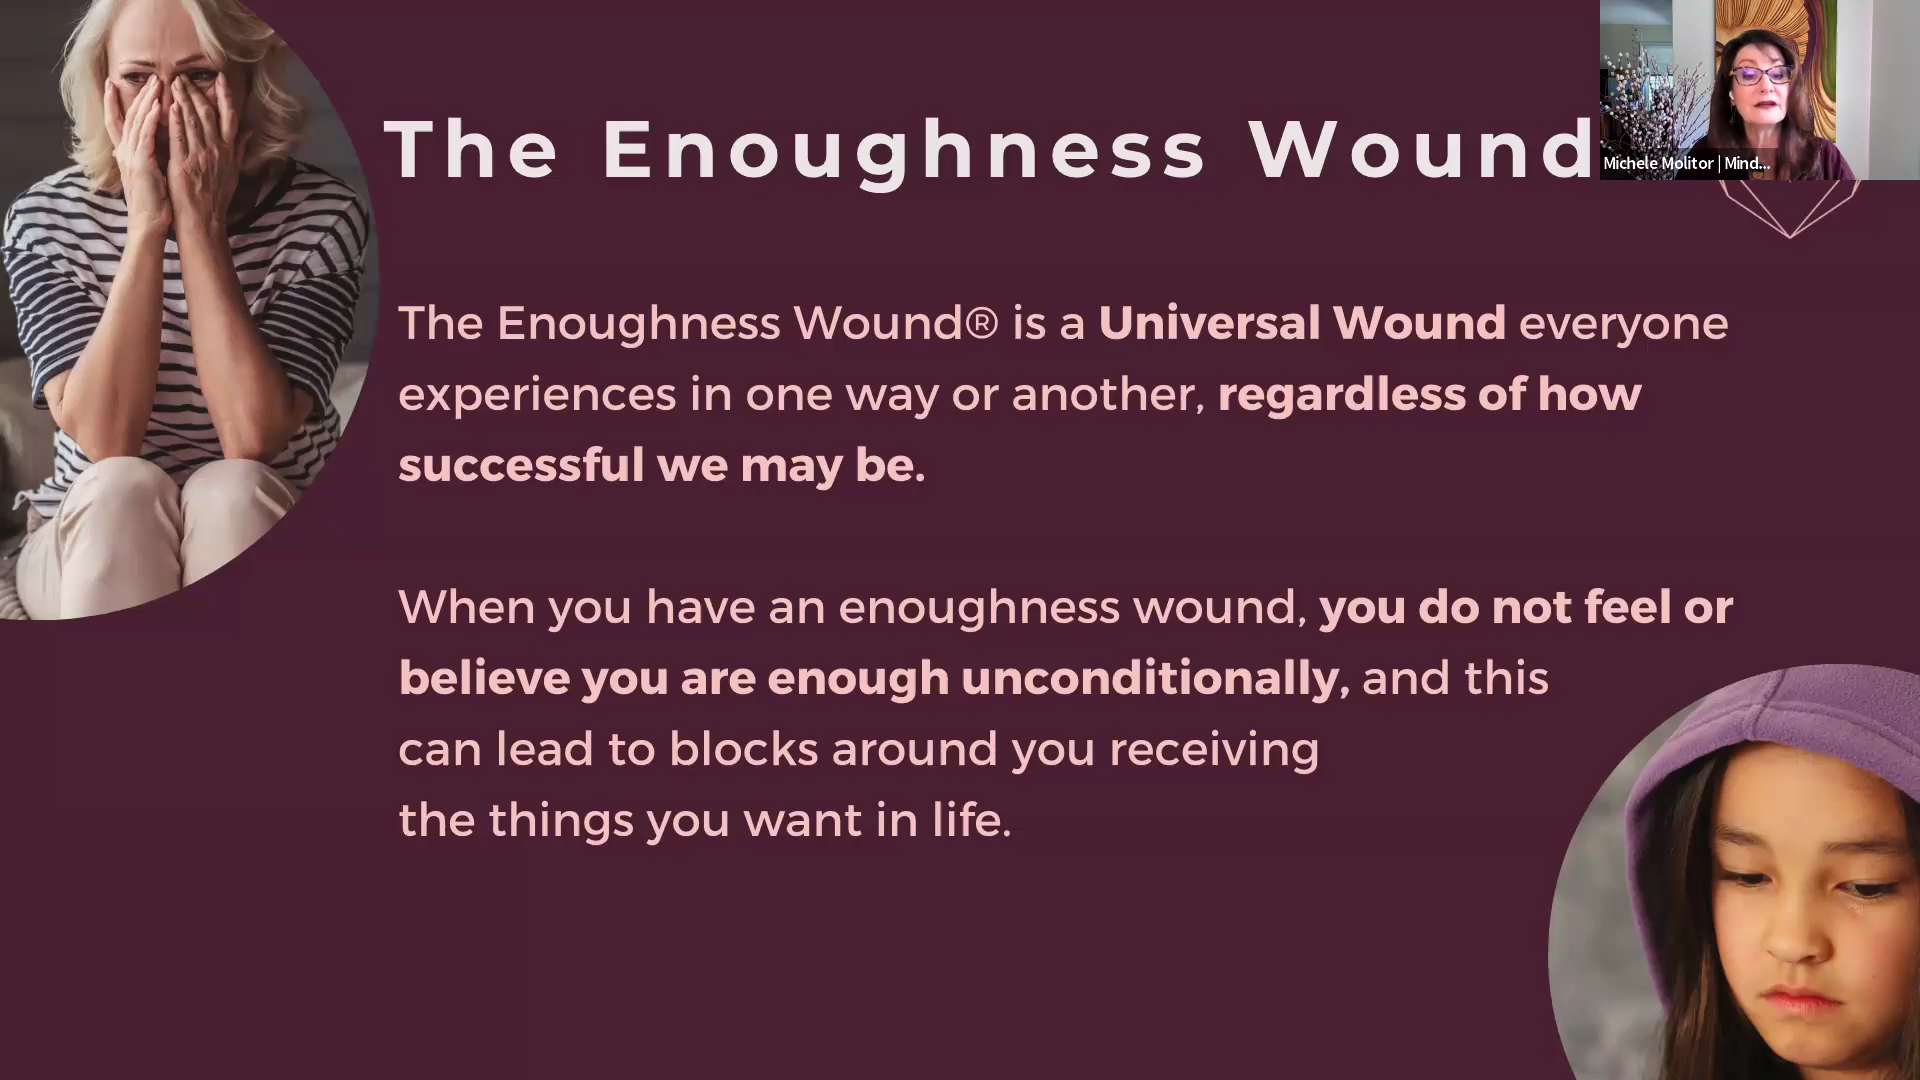 The Enoughness Wound
Michele Molitor | Mind...
The Enoughness Wound® is a Universal Wound everyone
experiences in one way or another, regardless of how
successful we may be.
When you have an enoughness wound, you do not feel or
believe you are enough unconditionally, and this
can lead to blocks around you receiving
the things you want in life.